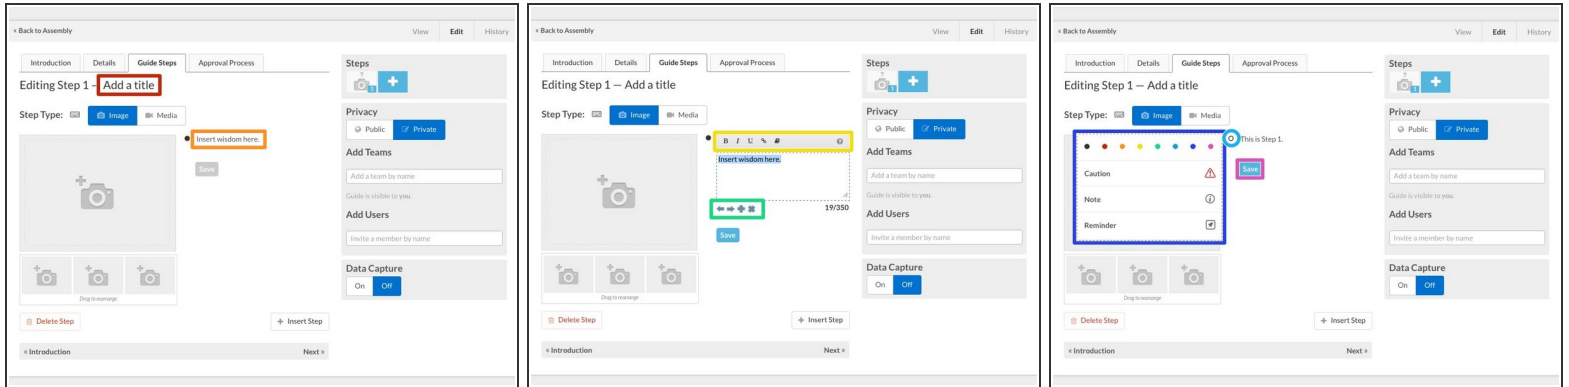 « Back to Assembly
View Edit History
Introduction Details Guide Steps Approval Process
Editing Step 1 – Add a title
Step Type: Image Media
Insert wisdom here.
Save
Drag to rearrange
Delete Step
+ Insert Step
« Introduction Next »
Steps
?
1
+
Privacy
Public Private
Add Teams
Add a team by name
Guide is visible to you.
Add Users
Invite a member by name
Data Capture
On Off
« Back to Assembly
View Edit History
Introduction Details Guide Steps Approval Process
Editing Step 1 — Add a title
Step Type: Image Media
B I U
Insert wisdom here.
19/350
Save
Drag to rearrange
Delete Step
+ Insert Step
« Introduction Next »
Steps
?
1
+
Privacy
Public Private
Add Teams
Add a team by name
Guide is visible to you.
Add Users
Invite a member by name
Data Capture
On Off
« Back to Assembly
View Edit History
Introduction Details Guide Steps Approval Process
Editing Step 1 — Add a title
Step Type: Image Media
This is Step 1.
Caution
Note
Reminder
Save
Drag to rearrange
Delete Step
+ Insert Step
« Introduction Next »
Steps
?
1
+
Privacy
Public Private
Add Teams
Add a team by name
Guide is visible to you.
Add Users
Invite a member by name
Data Capture
On Off